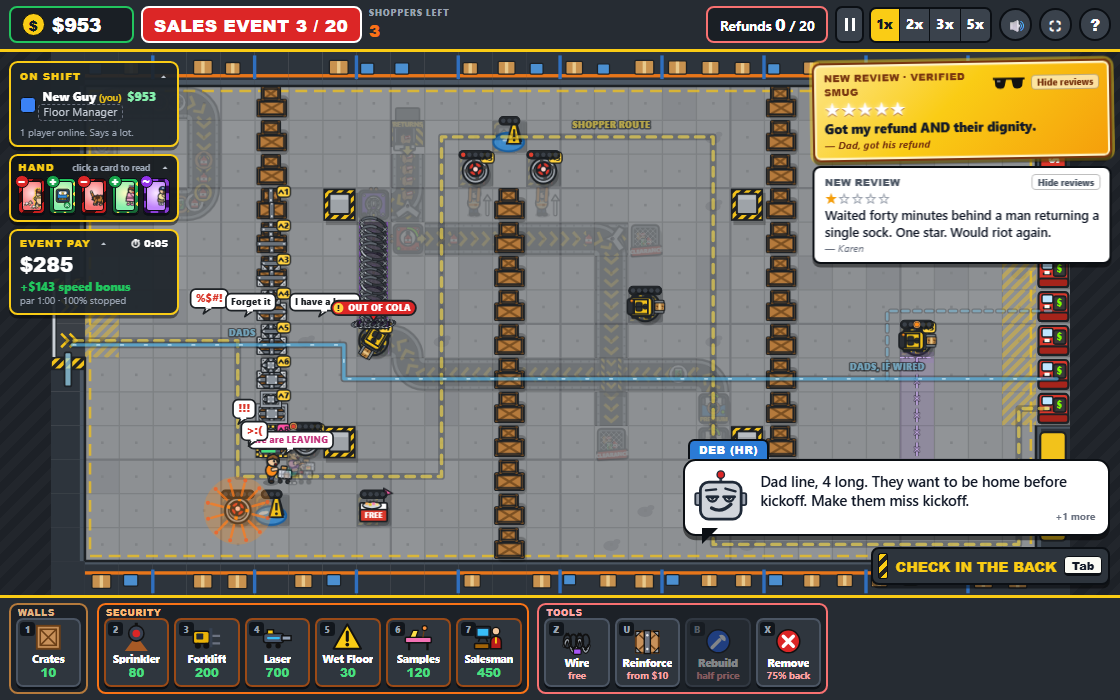 $953
SALES EVENT 3 / 20
SHOPPERS LEFT
3
Refunds 0 / 20
1x
2x
3x
5x
?
ON SHIFT
New Guy (you) $953
Floor Manager
1 player online. Says a lot.
HAND
click a card to read
EVENT PAY
0:05
$285
+$143 speed bonus
par 1:00 · 100% stopped
NEW REVIEW · VERIFIED SMUG
Hide reviews
Got my refund AND their dignity.
— Dad, got his refund
NEW REVIEW
Hide reviews
Waited forty minutes behind a man returning a
single sock. One star. Would riot again.
— Karen
SHOPPER ROUTE
RETURNS
^1
^2
^3
^4
^5
^6
^7
%$#!
Forget it
I have a
! OUT OF COLA
DADS
DADS, IF WIRED
!!!
>:(
are LEAVING
FREE
DEB (HR)
Dad line, 4 long. They want to be home before
kickoff. Make them miss kickoff.
+1 more
CHECK IN THE BACK
Tab
WALLS
1
Crates
10
SECURITY
2
Sprinkler
80
3
Forklift
200
4
Laser
700
5
Wet Floor
30
6
Samples
120
7
Salesman
450
TOOLS
Z
Wire
free
U
Reinforce
from $10
B
Rebuild
half price
X
Remove
75% back